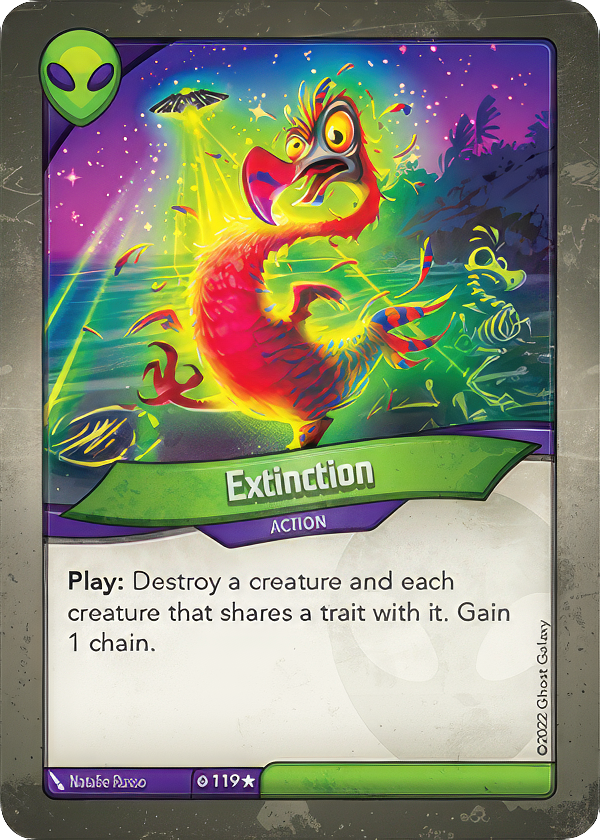 Extinction
ACTION
Play: Destroy a creature and each
creature that shares a trait with it. Gain
1 chain.
©2022 Ghost Galaxy
119